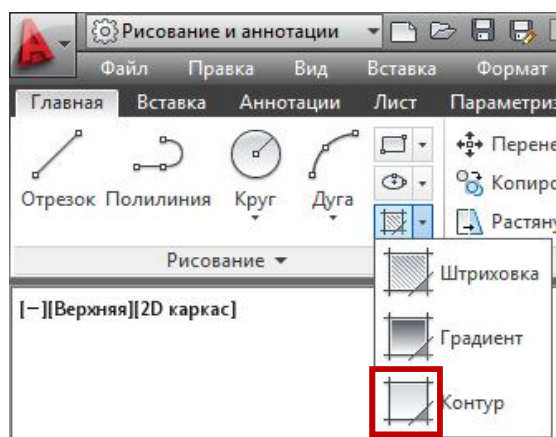 Рисование и аннотации
Файл Правка Вид Вставка Формат
Главная Вставка Аннотации Лист Параметриз
Отрезок Полилиния Круг Дуга
Перене
Копиро
Растяну
Рисование
[−][Верхняя][2D каркас]
Штриховка
Градиент
Контур